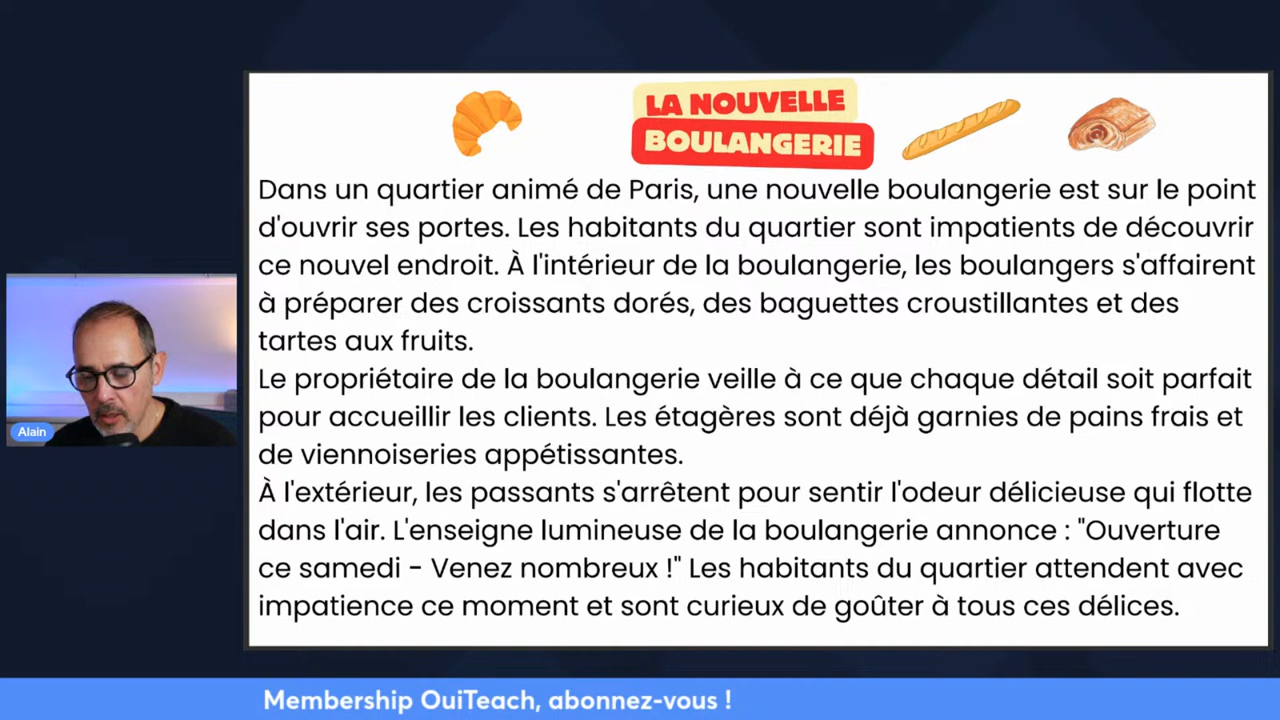 LA NOUVELLE
BOULANGERIE
Dans un quartier animé de Paris, une nouvelle boulangerie est sur le point
d'ouvrir ses portes. Les habitants du quartier sont impatients de découvrir
ce nouvel endroit. À l'intérieur de la boulangerie, les boulangers s'affairent
à préparer des croissants dorés, des baguettes croustillantes et des
tartes aux fruits.
Le propriétaire de la boulangerie veille à ce que chaque détail soit parfait
pour accueillir les clients. Les étagères sont déjà garnies de pains frais et
de viennoiseries appétissantes.
À l'extérieur, les passants s'arrêtent pour sentir l'odeur délicieuse qui flotte
dans l'air. L'enseigne lumineuse de la boulangerie annonce : "Ouverture
ce samedi - Venez nombreux !" Les habitants du quartier attendent avec
impatience ce moment et sont curieux de goûter à tous ces délices.
Alain
Membership OuiTeach, abonnez-vous !